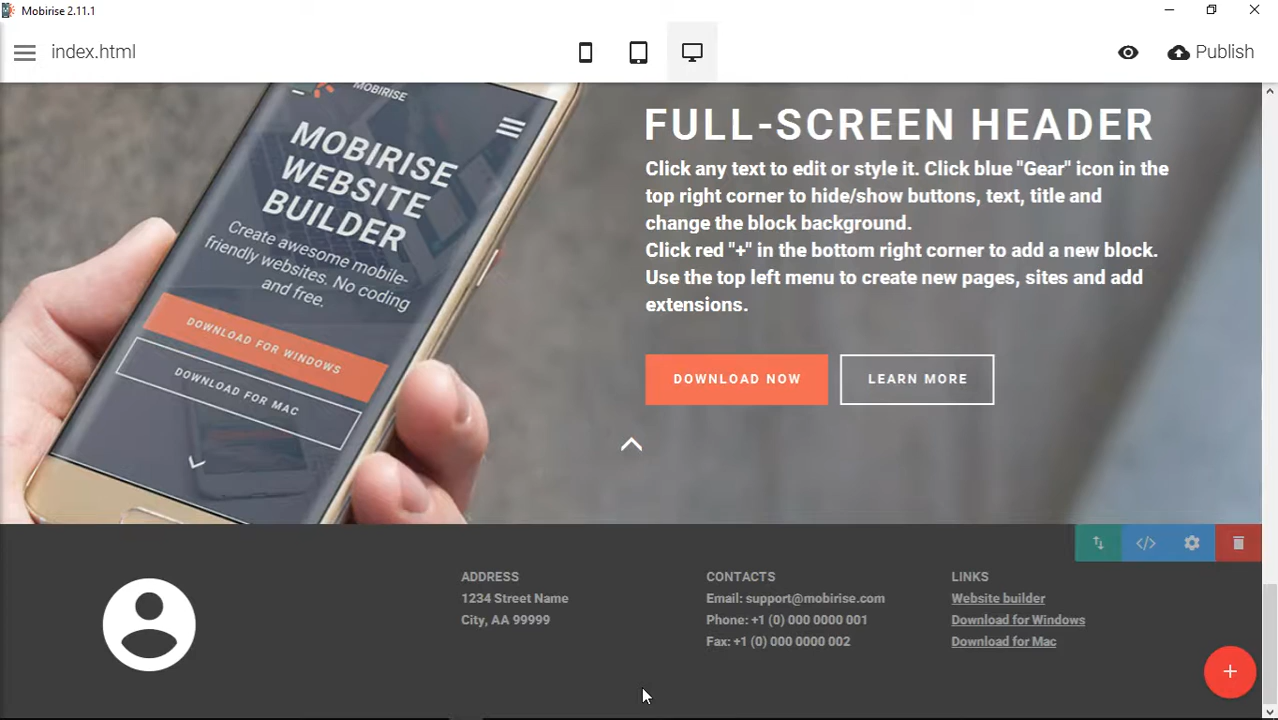 Mobirise 2.11.1
index.html
Publish
MOBIRISE
MOBIRISE
WEBSITE
BUILDER
Create awesome mobile-
friendly websites. No coding
and free.
DOWNLOAD FOR WINDOWS
DOWNLOAD FOR MAC
FULL-SCREEN HEADER
Click any text to edit or style it. Click blue "Gear" icon in the
top right corner to hide/show buttons, text, title and
change the block background.
Click red "+" in the bottom right corner to add a new block.
Use the top left menu to create new pages, sites and add
extensions.
DOWNLOAD NOW
LEARN MORE
ADDRESS
1234 Street Name
City, AA 99999
CONTACTS
Email: support@mobirise.com
Phone: +1 (0) 000 0000 001
Fax: +1 (0) 000 0000 002
LINKS
Website builder
Download for Windows
Download for Mac